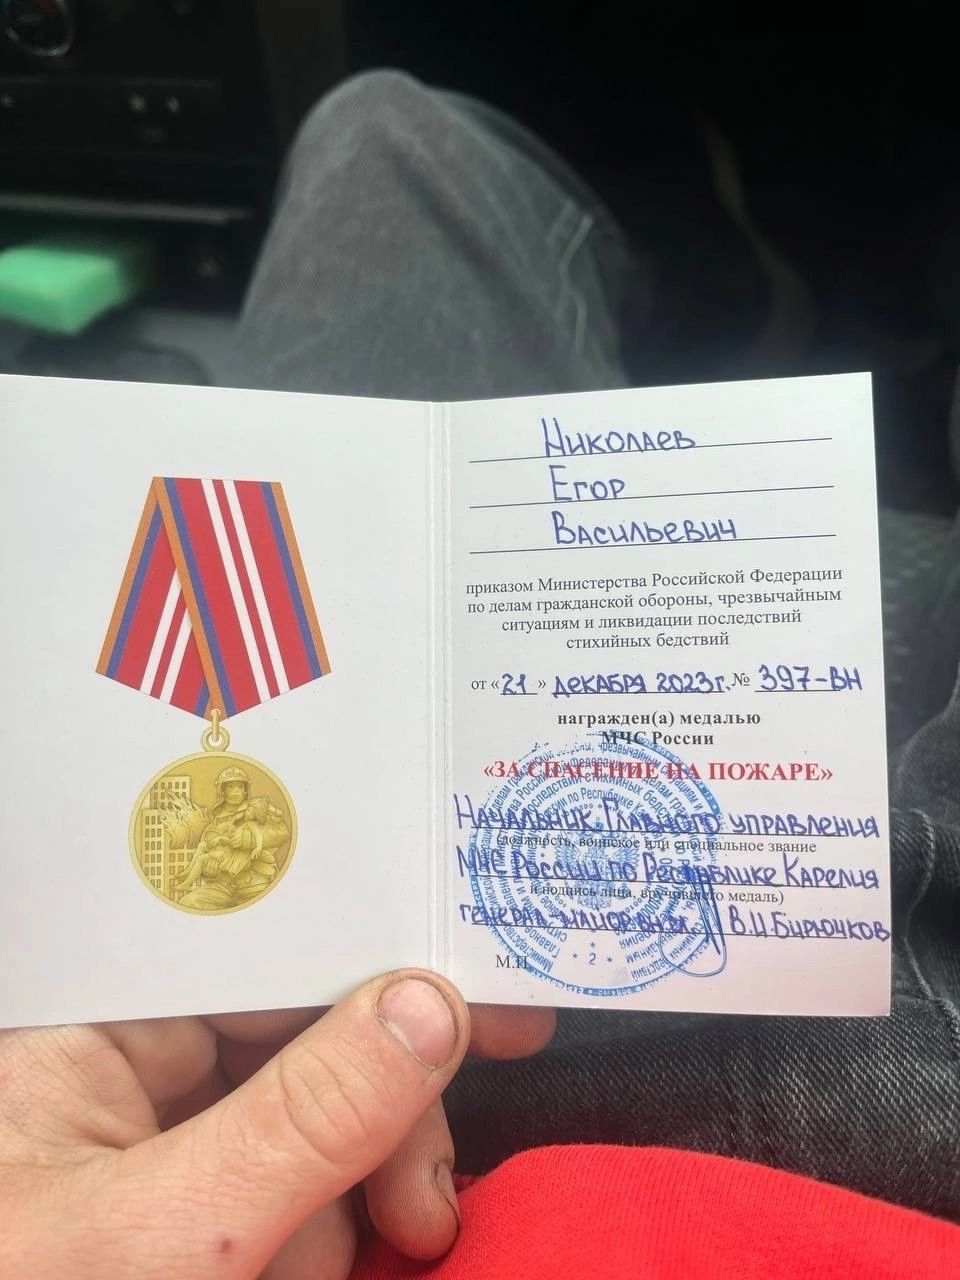 Николаев
Егор
Васильевич
приказом Министерства Российской Федерации
по делам гражданской обороны, чрезвычайным
ситуациям и ликвидации последствий
стихийных бедствий
от «21» декабря 2023г. № 397-ВН
награжден(а) медалью
МЧС России
«ЗА СПАСЕНИЕ НА ПОЖАРЕ»
Начальник Главного управления
(должность, воинское или специальное звание
МЧС России по Республике Карелия
и подпись лица, вручившего медаль)
генерал-майор вн.сл. В.И.Бирючков
М.П.